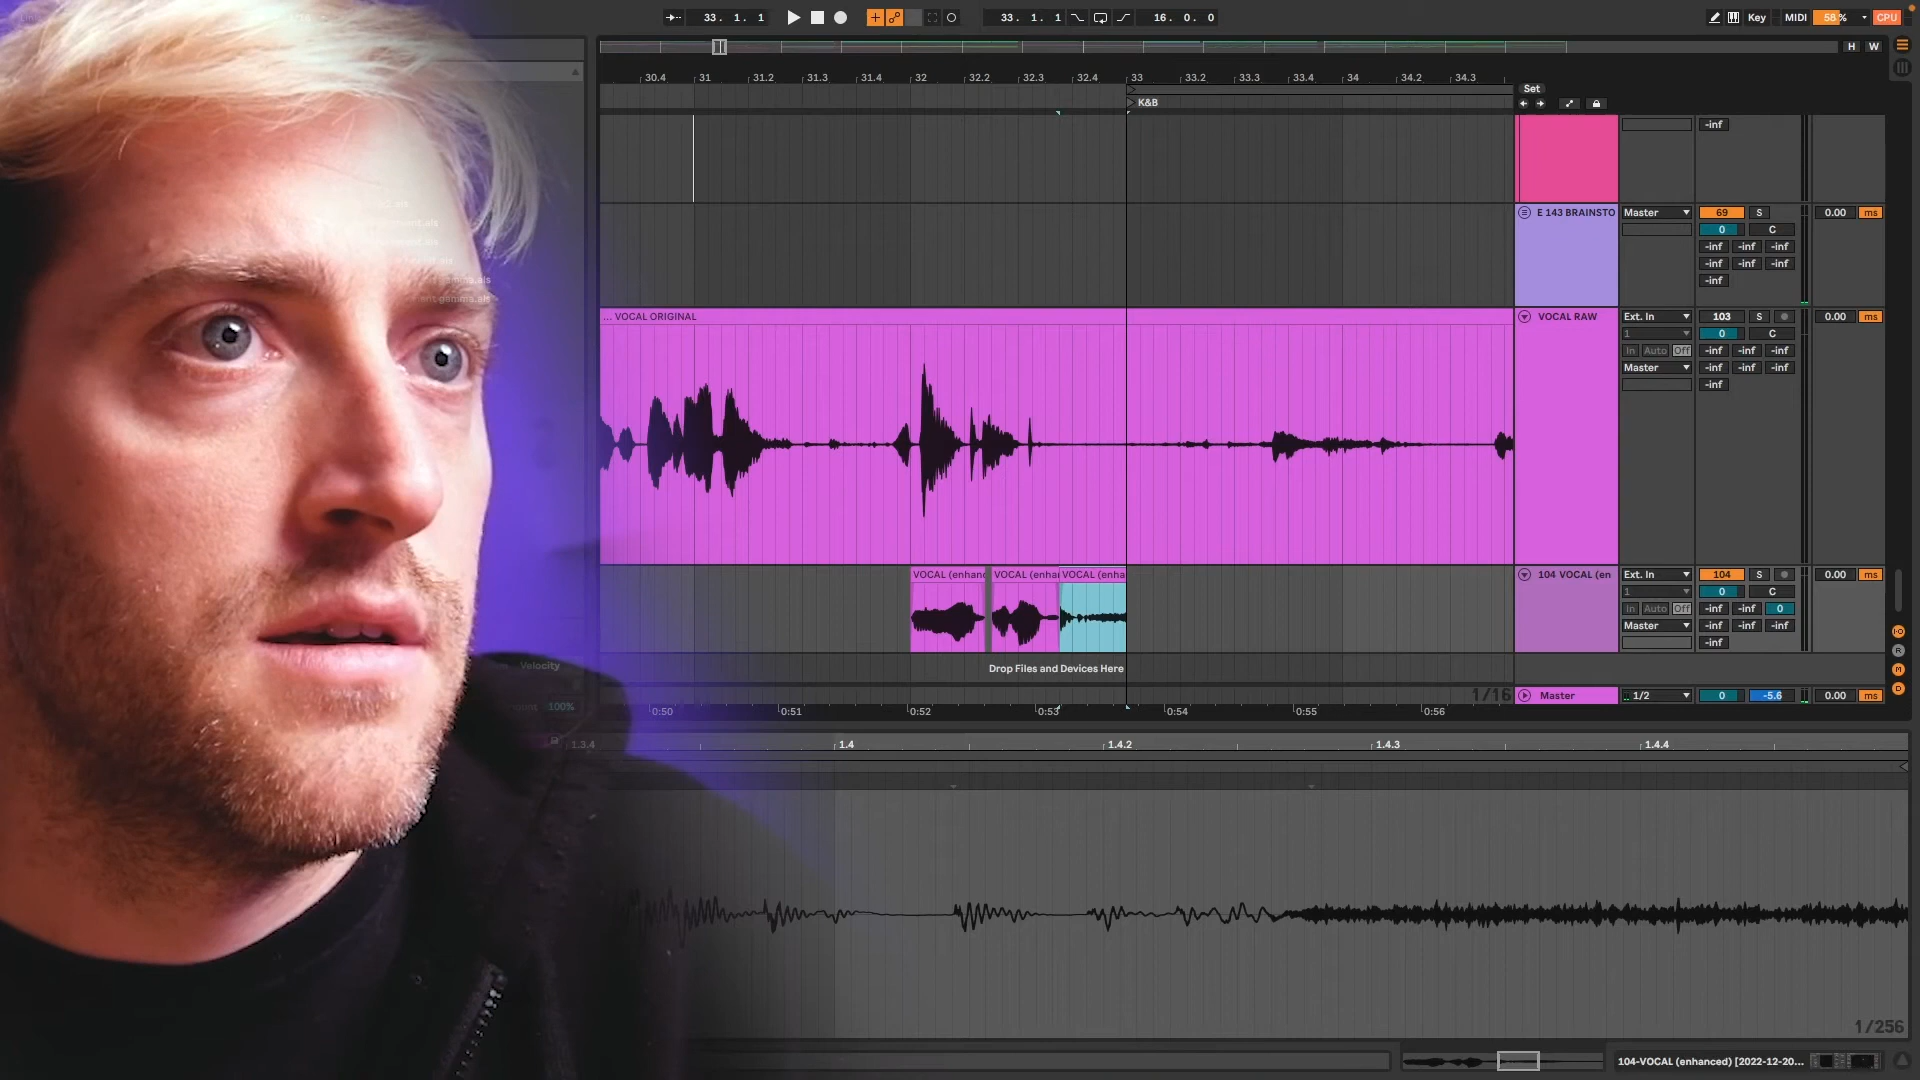 33. 1. 1
33. 1. 1
16. 0. 0
Key
MIDI
58 %
CPU
H
W
30.4
31
31.2
31.3
31.4
32
32.2
32.3
32.4
33
33.2
33.3
33.4
34
34.2
34.3
Set
K&B
-inf
E 143 BRAINSTO
Master
69
S
0.00
ms
0
C
-inf
-inf
-inf
-inf
-inf
-inf
-inf
... VOCAL ORIGINAL
VOCAL RAW
Ext. In
103
S
0.00
ms
1
0
C
In
Auto
Off
-inf
-inf
-inf
Master
-inf
-inf
-inf
-inf
VOCAL (enhanc
VOCAL (enhan
VOCAL (enha
104 VOCAL (en
Ext. In
104
S
0.00
ms
1
0
C
In
Auto
Off
-inf
-inf
0
Master
-inf
-inf
-inf
-inf
I·O
R
M
D
Velocity
Drop Files and Devices Here
1/16
Master
1/2
0
-5.6
0.00
ms
-100%
0:50
0:51
0:52
0:53
0:54
0:55
0:56
1.3.4
1.4
1.4.2
1.4.3
1.4.4
1/256
104-VOCAL (enhanced) [2022-12-20...